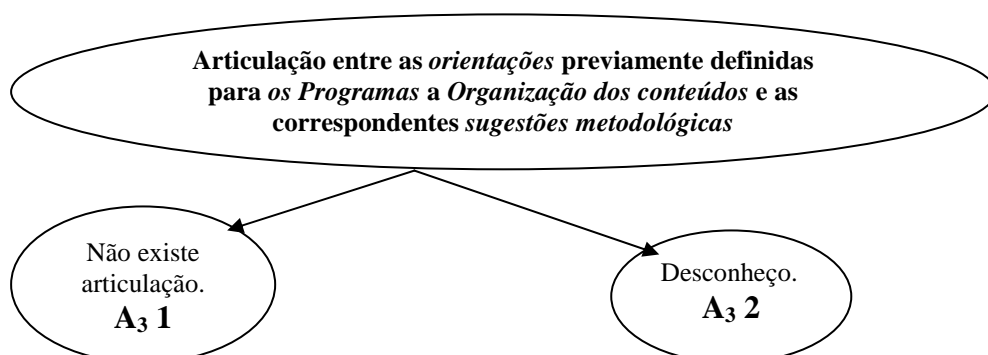 Articulação entre as orientações previamente definidas
para os Programas a Organização dos conteúdos e as
correspondentes sugestões metodológicas
Não existe
articulação.
A₃ 1
Desconheço.
A₃ 2